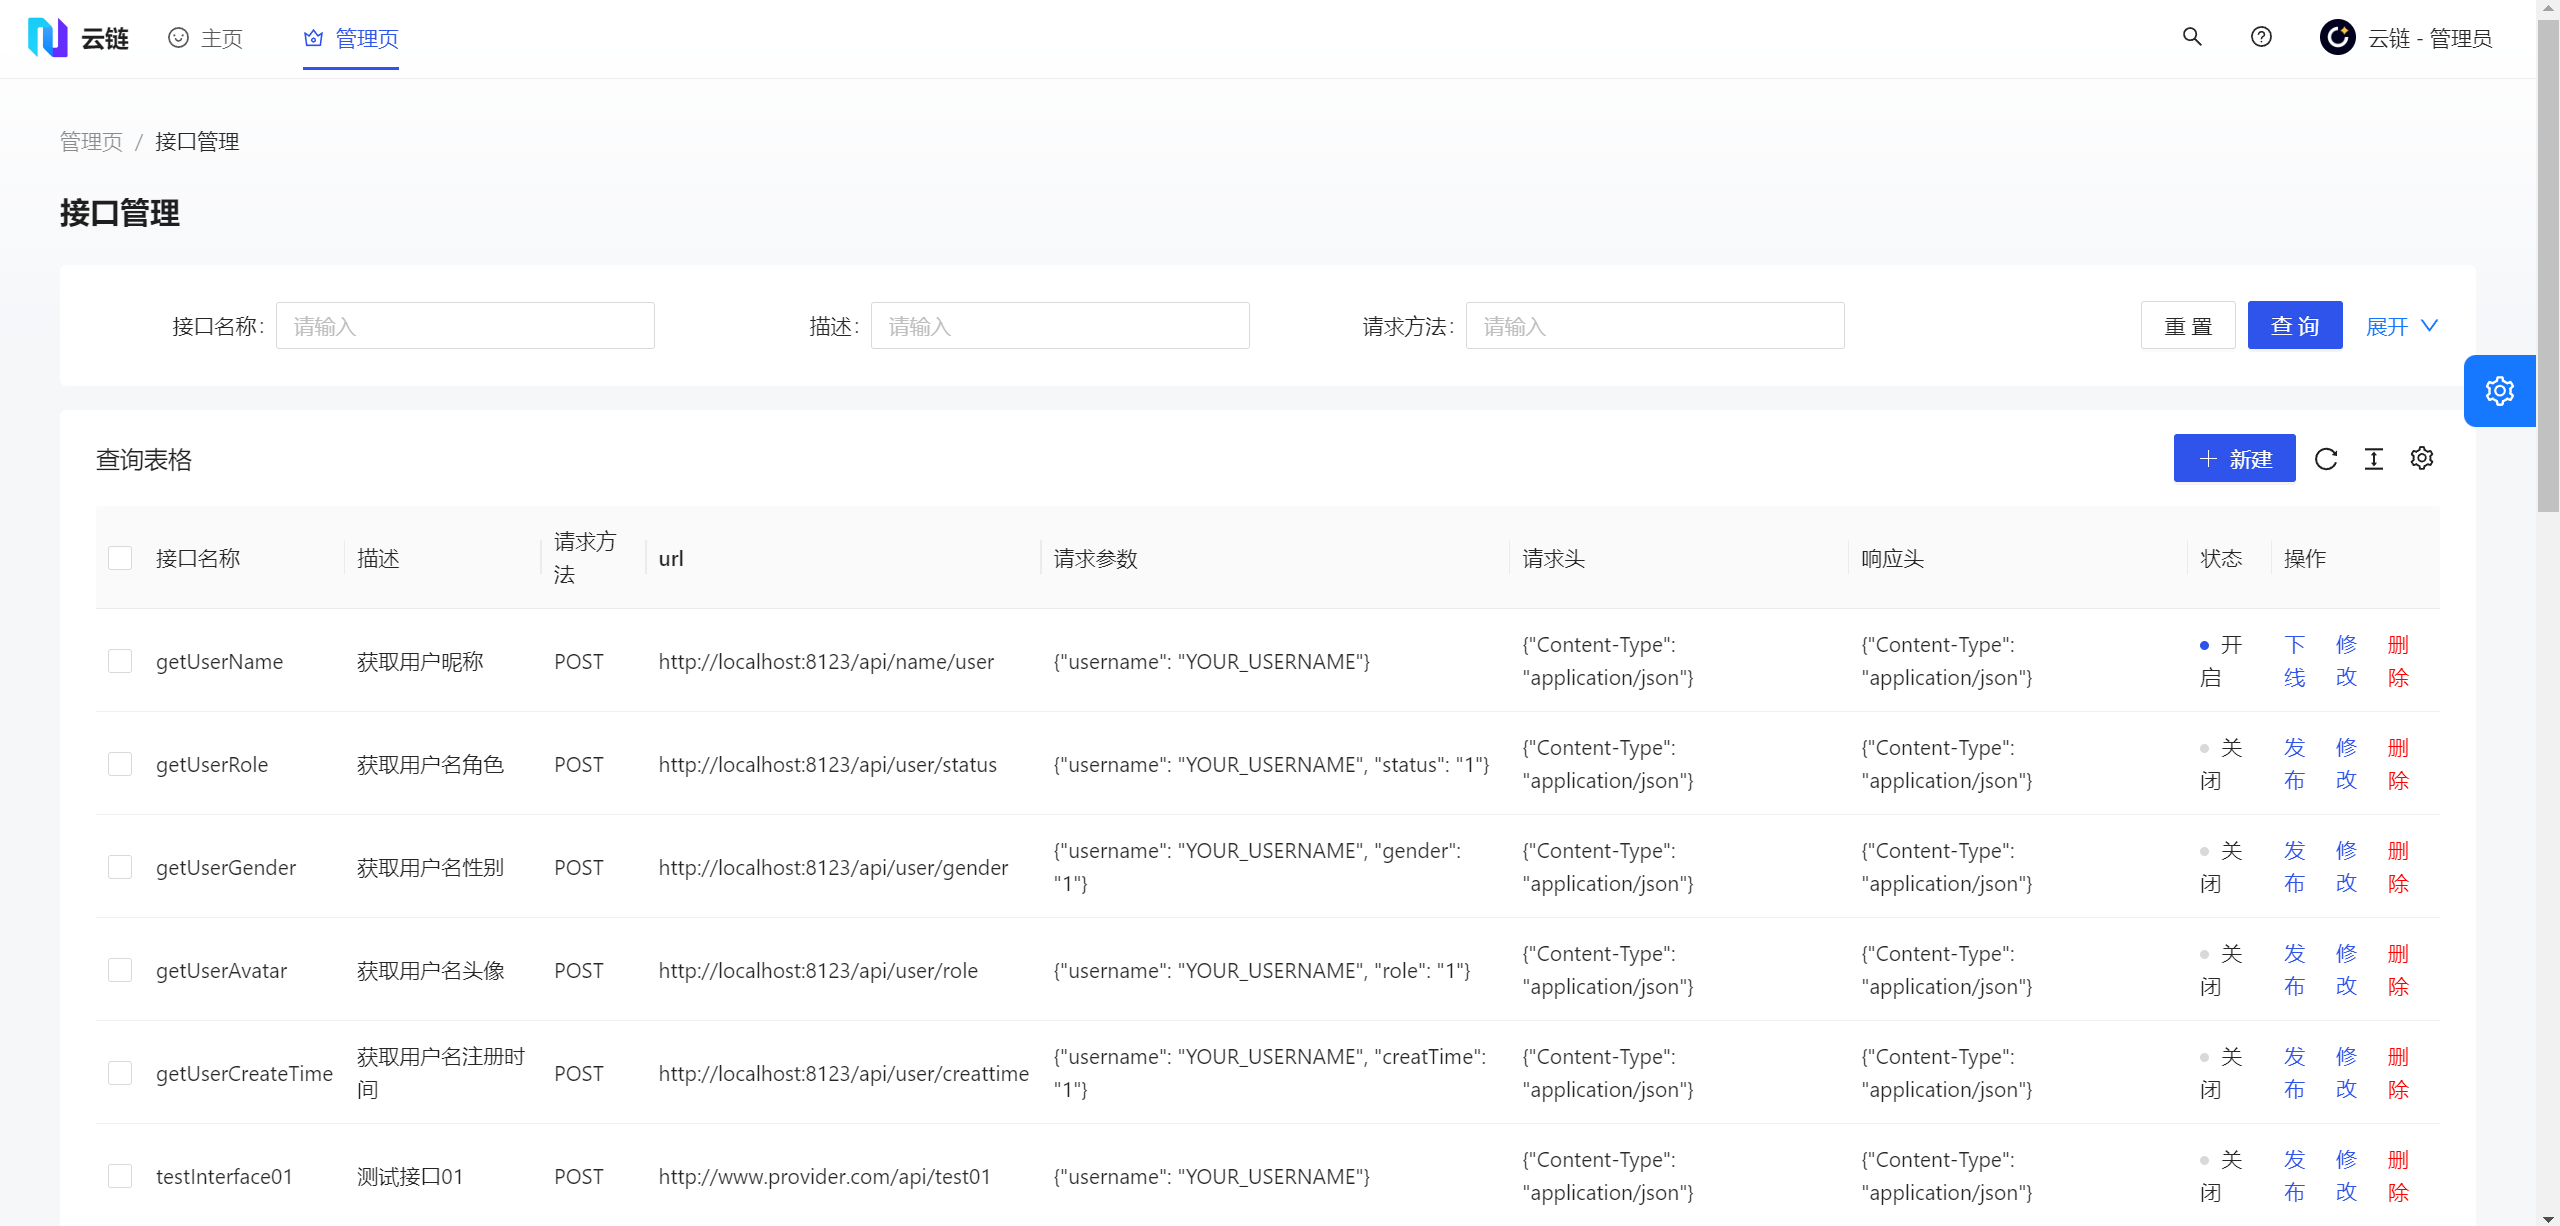 云链 主页 管理页 云链 - 管理员
管理页 / 接口管理
接口管理
接口名称: 请输入 描述: 请输入 请求方法: 请输入 重 置 查 询 展开
查询表格 新建
接口名称 描述 请求方法 url 请求参数 请求头 响应头 状态 操作
getUserName 获取用户昵称 POST http://localhost:8123/api/name/user {"username": "YOUR_USERNAME"} {"Content-Type": "application/json"} {"Content-Type": "application/json"} 开启 下线 修改 删除
getUserRole 获取用户名角色 POST http://localhost:8123/api/user/status {"username": "YOUR_USERNAME", "status": "1"} {"Content-Type": "application/json"} {"Content-Type": "application/json"} 关闭 发布 修改 删除
getUserGender 获取用户名性别 POST http://localhost:8123/api/user/gender {"username": "YOUR_USERNAME", "gender": "1"} {"Content-Type": "application/json"} {"Content-Type": "application/json"} 关闭 发布 修改 删除
getUserAvatar 获取用户名头像 POST http://localhost:8123/api/user/role {"username": "YOUR_USERNAME", "role": "1"} {"Content-Type": "application/json"} {"Content-Type": "application/json"} 关闭 发布 修改 删除
getUserCreateTime 获取用户名注册时间 POST http://localhost:8123/api/user/creattime {"username": "YOUR_USERNAME", "creatTime": "1"} {"Content-Type": "application/json"} {"Content-Type": "application/json"} 关闭 发布 修改 删除
testInterface01 测试接口01 POST http://www.provider.com/api/test01 {"username": "YOUR_USERNAME"} {"Content-Type": "application/json"} {"Content-Type": "application/json"} 关闭 发布 修改 删除